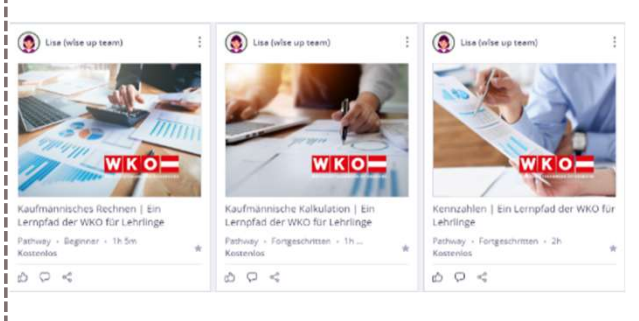 Lisa (wise up team)
WKO
Kaufmännisches Rechnen | Ein
Lernpfad der WKO für Lehrlinge
Pathway • Beginner • 1h 5m
Kostenlos
Lisa (wise up team)
WKO
Kaufmännische Kalkulation | Ein
Lernpfad der WKO für Lehrlinge
Pathway • Fortgeschritten • 1h ...
Kostenlos
Lisa (wise up team)
WKO
Kennzahlen | Ein Lernpfad der WKO für
Lehrlinge
Pathway • Fortgeschritten • 2h
Kostenlos